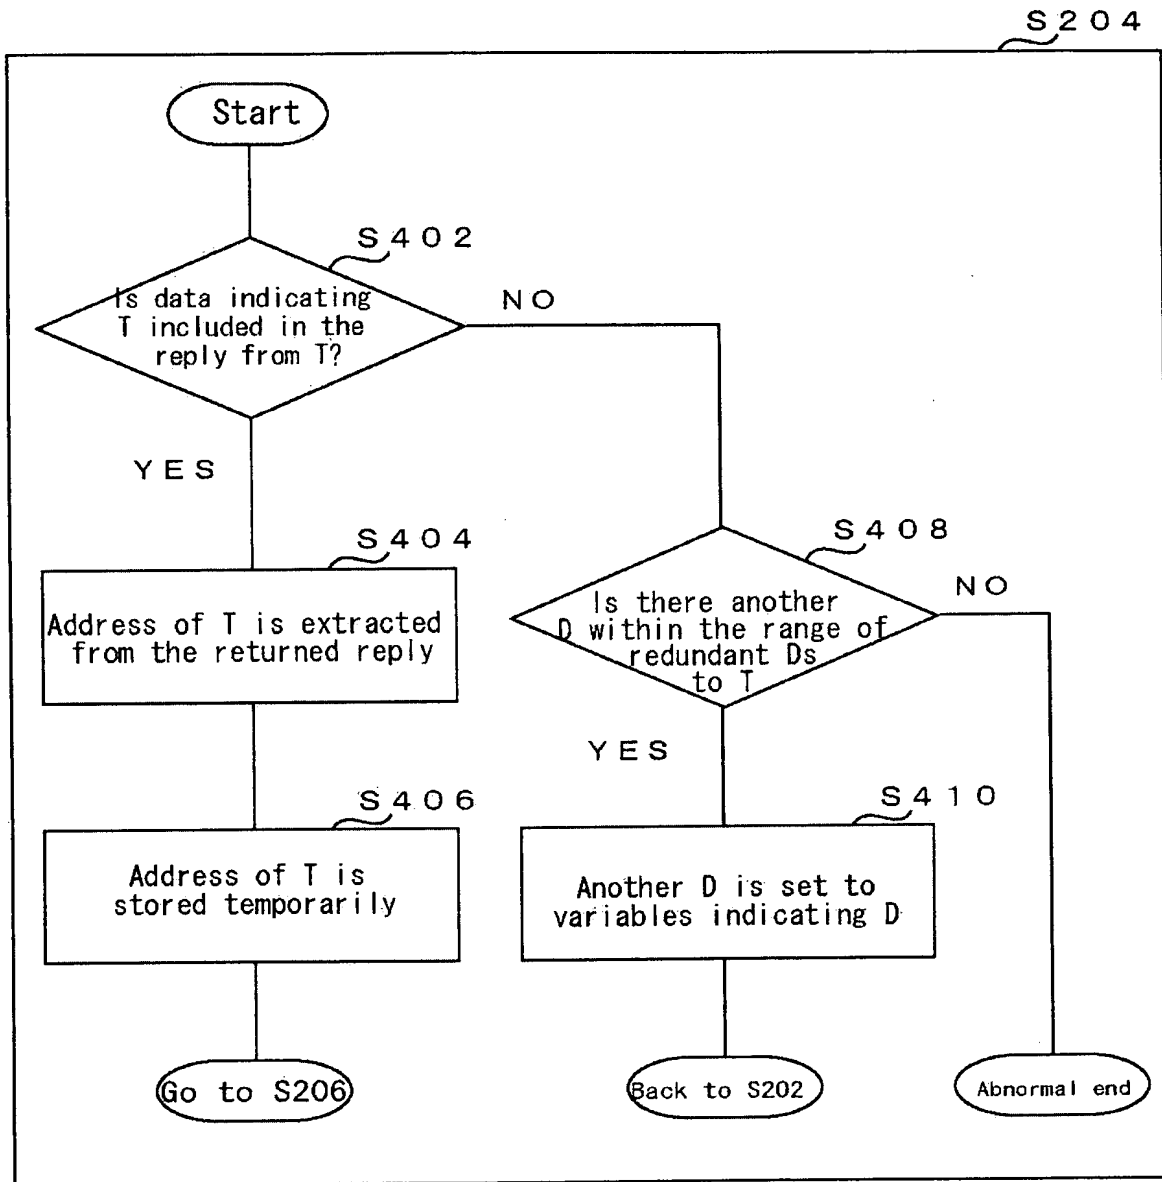 S204
Start
S402
Is data indicating
T included in the
reply from T?
NO
YES
S404
Address of T is extracted
from the returned reply
S406
Address of T is
stored temporarily
Go to S206
S408
Is there another
D within the range of
redundant Ds
to T
NO
YES
S410
Another D is set to
variables indicating D
Back to S202
Abnormal end